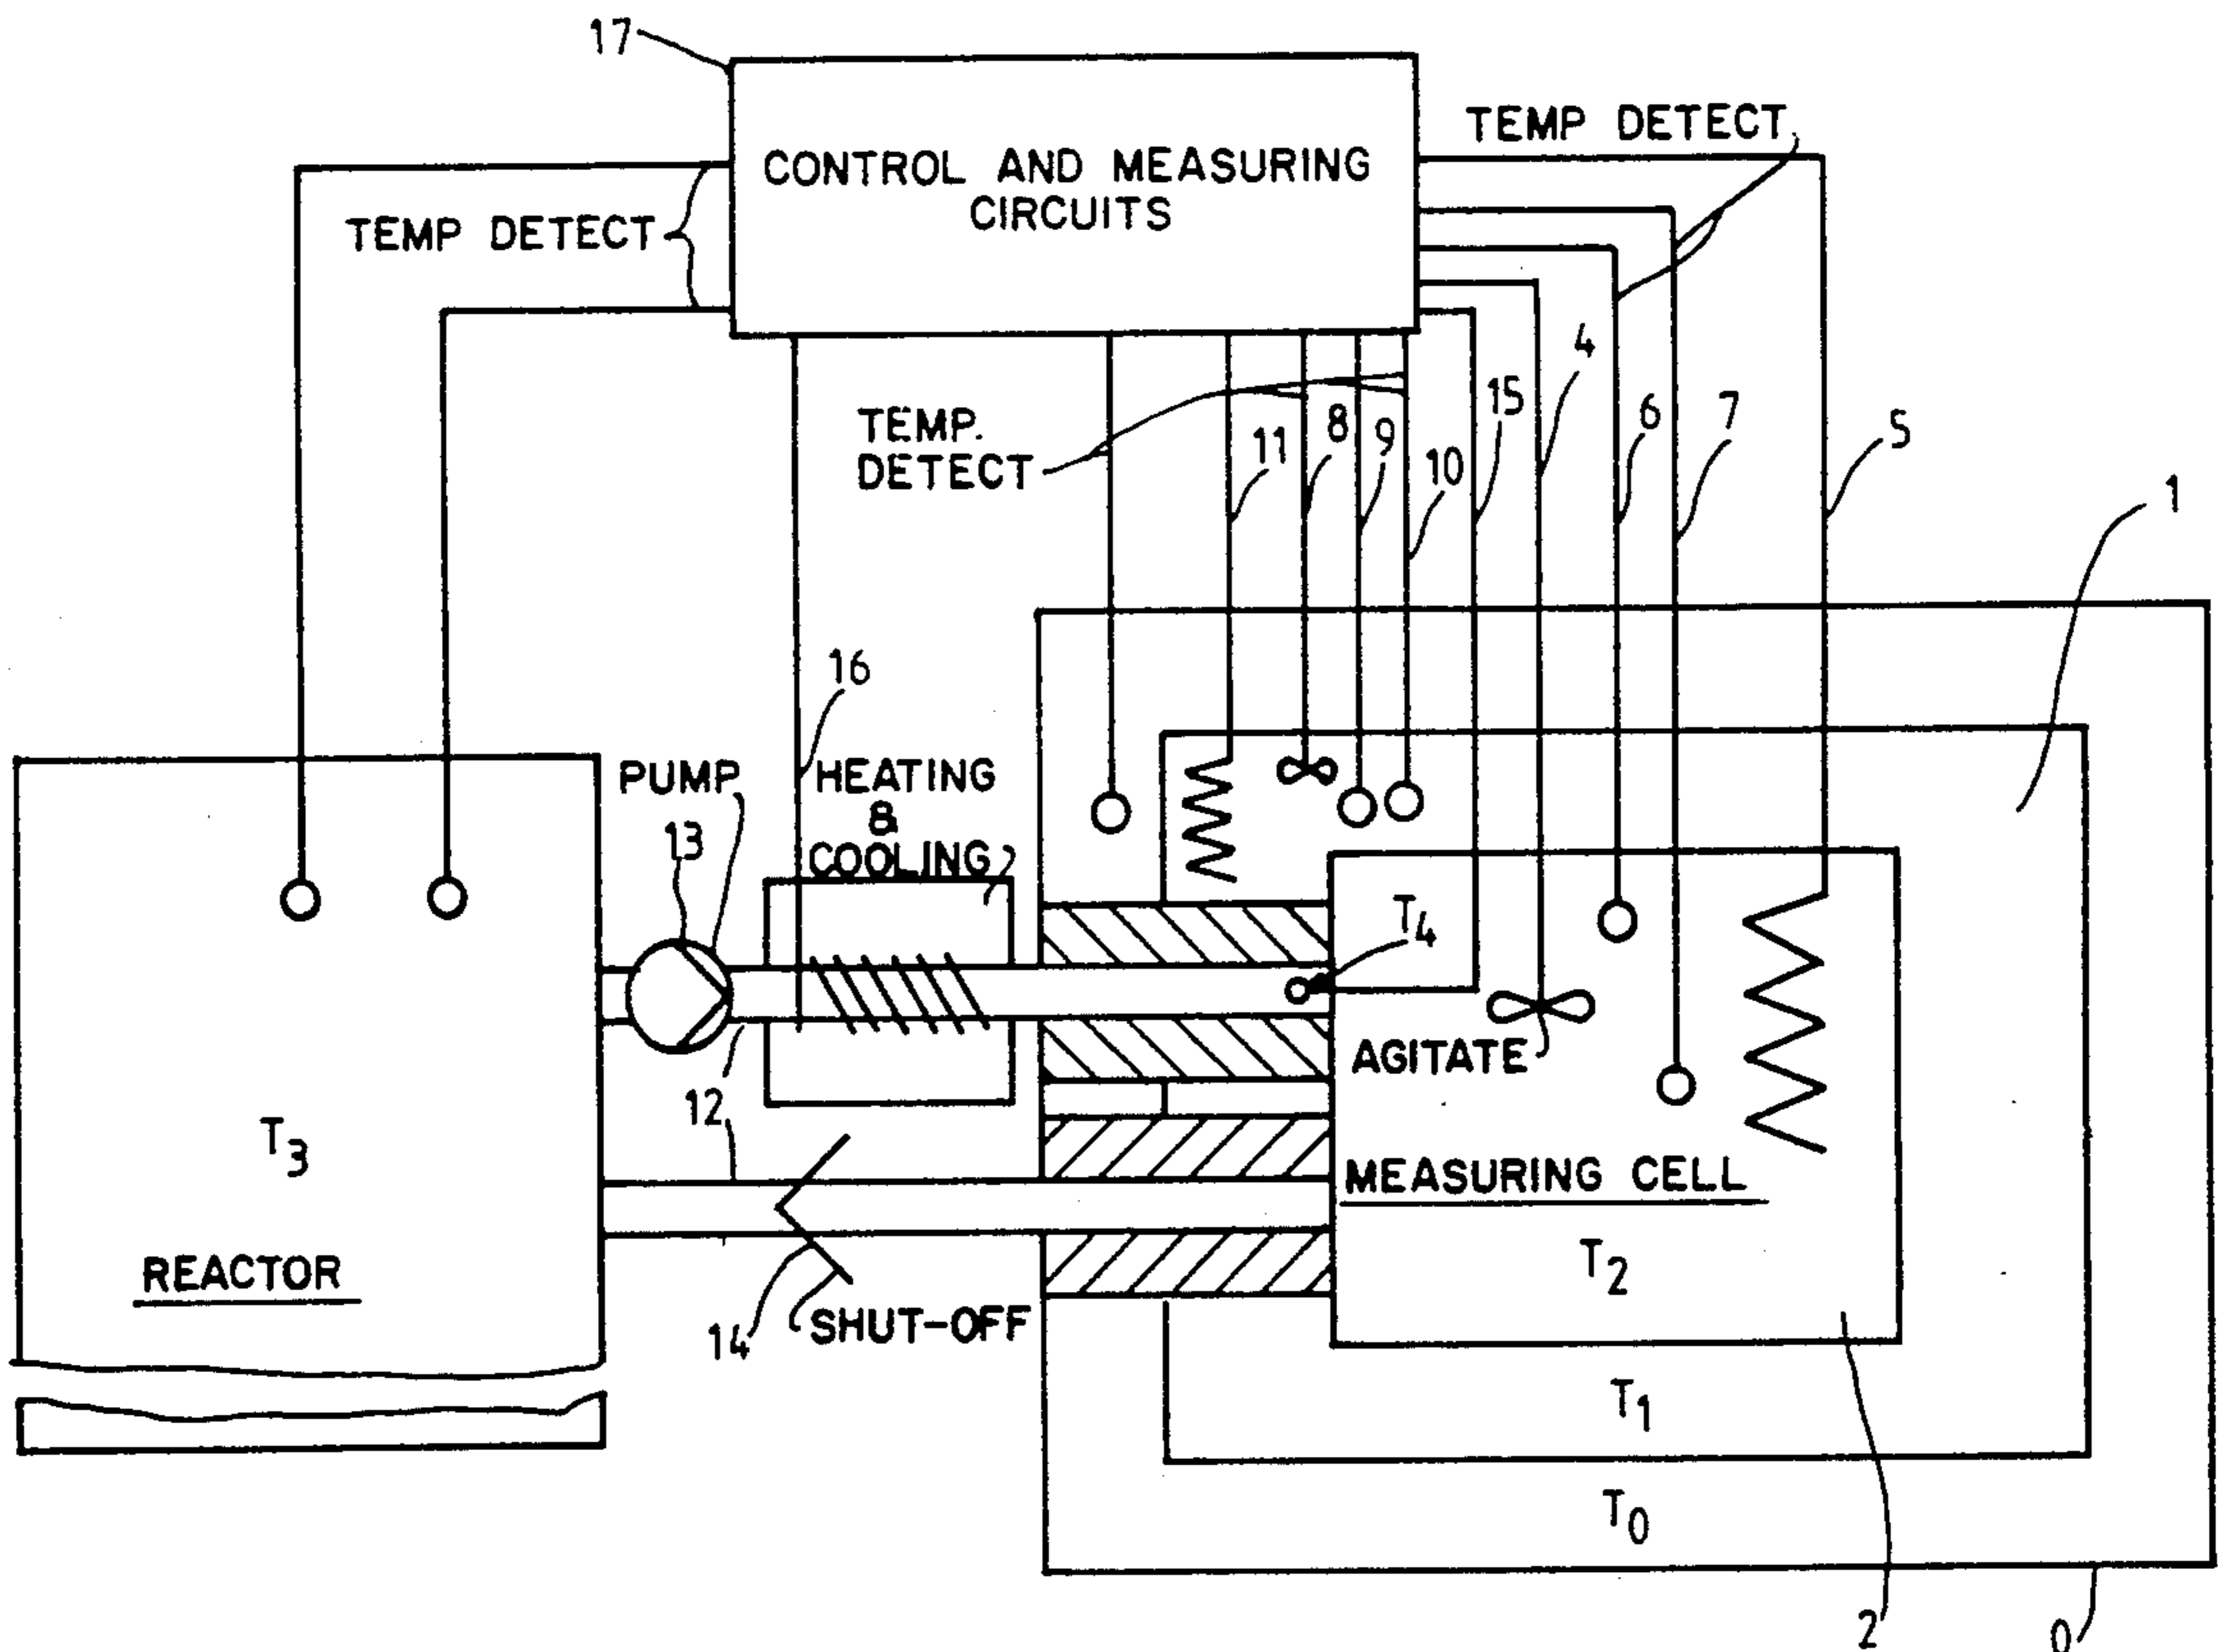 17
CONTROL AND MEASURING
CIRCUITS
TEMP DETECT
TEMP DETECT
TEMP.
DETECT
11
8
9
10
15
4
6
7
5
1
16
PUMP
13
HEATING
&
COOLING
T4
AGITATE
12
T3
MEASURING CELL
T2
REACTOR
14
SHUT-OFF
T1
T0
2
0